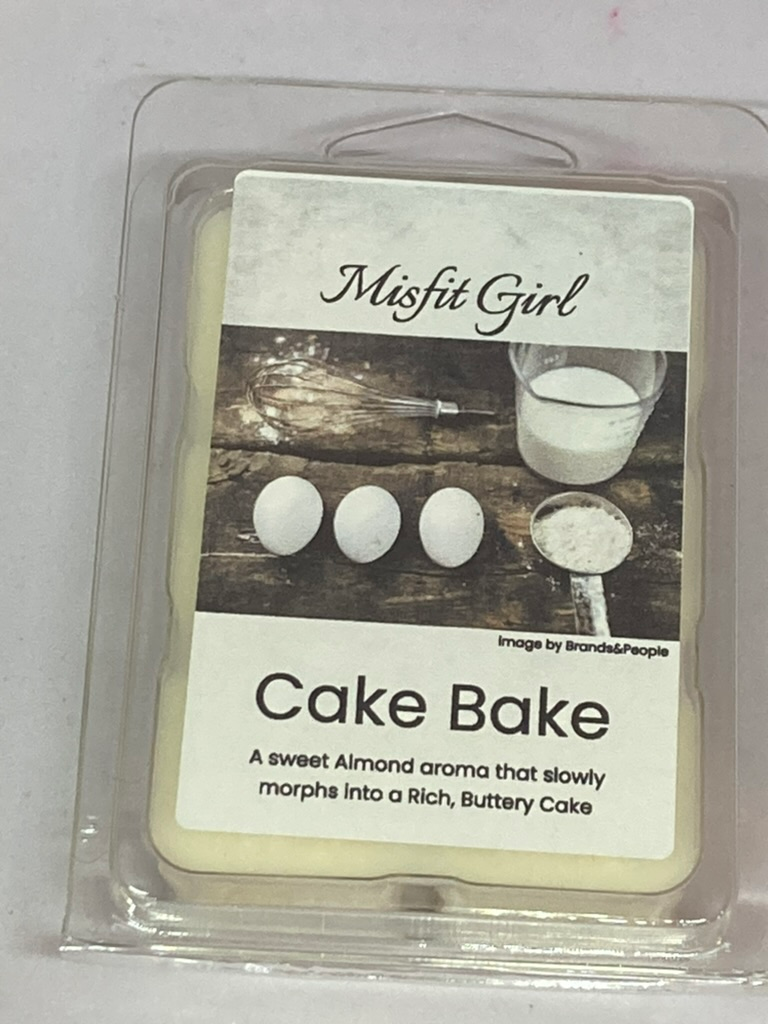 Misfit Girl
Image by Brands&People
Cake Bake
A sweet Almond aroma that slowly
morphs into a Rich, Buttery Cake